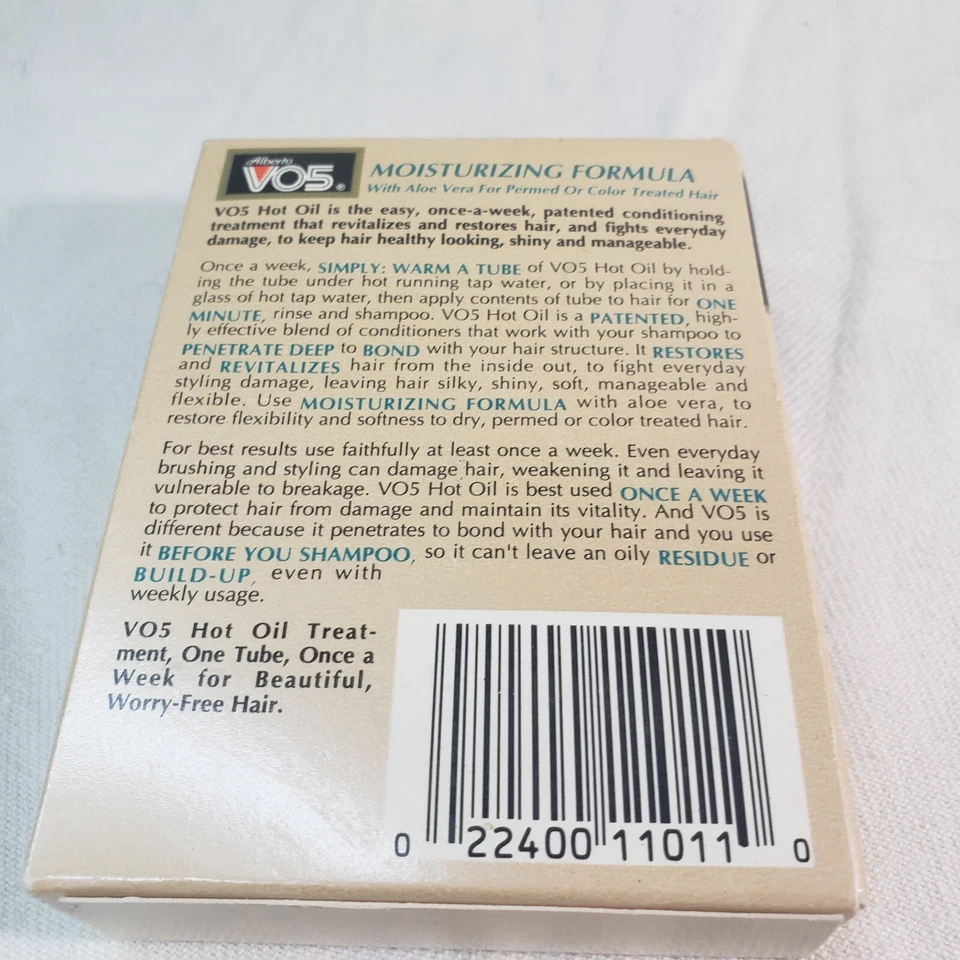 Alberto
VO5®
MOISTURIZING FORMULA
With Aloe Vera For Permed Or Color Treated Hair
VO5 Hot Oil is the easy, once-a-week, patented conditioning
treatment that revitalizes and restores hair, and fights everyday
damage, to keep hair healthy looking, shiny and manageable.
Once a week, SIMPLY: WARM A TUBE of VO5 Hot Oil by hold-
ing the tube under hot running tap water, or by placing it in a
glass of hot tap water, then apply contents of tube to hair for ONE
MINUTE, rinse and shampoo. VO5 Hot Oil is a PATENTED, high-
ly effective blend of conditioners that work with your shampoo to
PENETRATE DEEP to BOND with your hair structure. It RESTORES
and REVITALIZES hair from the inside out, to fight everyday
styling damage, leaving hair silky, shiny, soft, manageable and
flexible. Use MOISTURIZING FORMULA with aloe vera, to
restore flexibility and softness to dry, permed or color treated hair.
For best results use faithfully at least once a week. Even everyday
brushing and styling can damage hair, weakening it and leaving it
vulnerable to breakage. VO5 Hot Oil is best used ONCE A WEEK
to protect hair from damage and maintain its vitality. And VO5 is
different because it penetrates to bond with your hair and you use
it BEFORE YOU SHAMPOO, so it can't leave an oily RESIDUE or
BUILD-UP, even with
weekly usage.
VO5 Hot Oil Treat-
ment, One Tube, Once a
Week for Beautiful,
Worry-Free Hair.
0 22400 11011 0